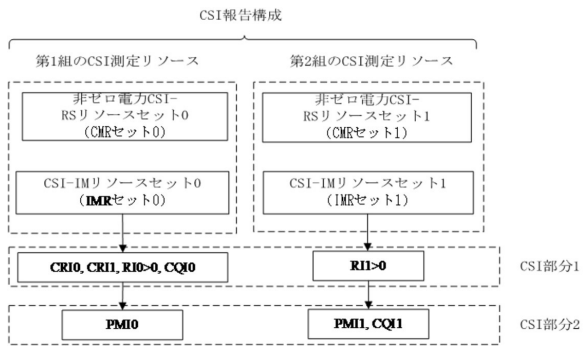 CSI報告構成
第1組のCSI測定リソース
第2組のCSI測定リソース
非ゼロ電力CSI-
RSリソースセット0
(CMRセット0)
非ゼロ電力CSI-
RSリソースセット1
(CMRセット1)
CSI-IMリソースセット0
(IMRセット0)
CSI-IMリソースセット1
(IMRセット1)
CRI0, CRI1, RI0>0, CQI0
RI1>0
CSI部分1
PMI0
PMI1, CQI1
CSI部分2